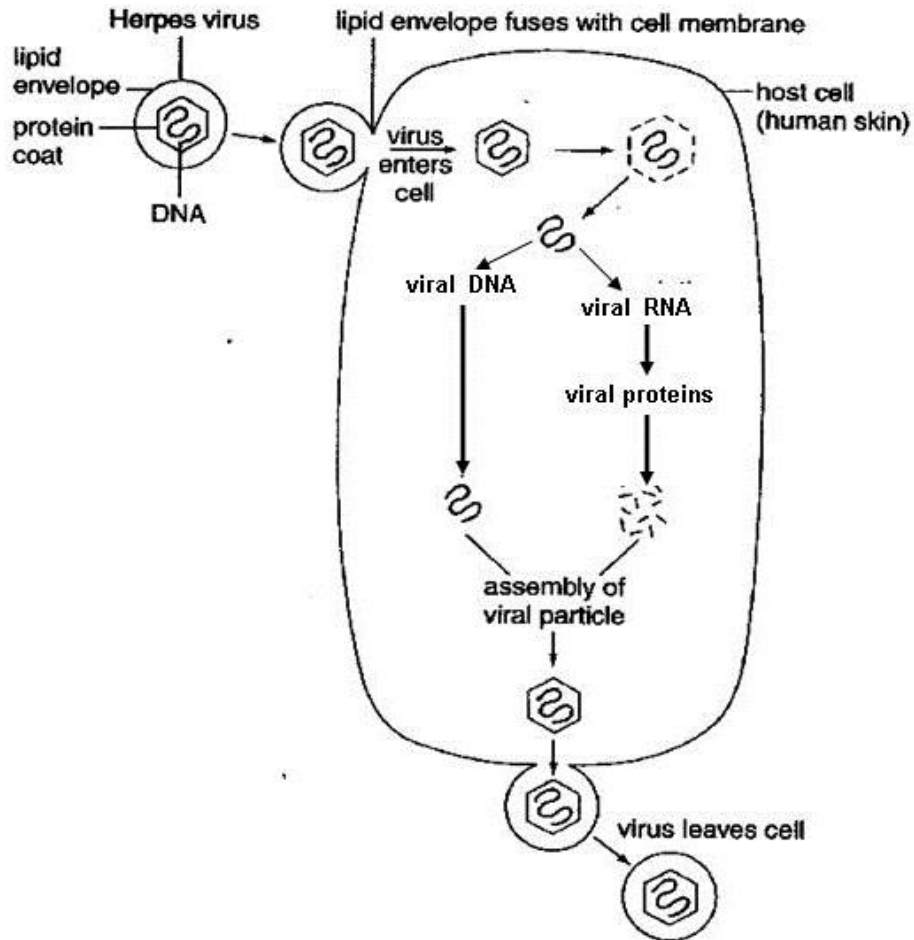 Herpes virus
lipid envelope fuses with cell membrane
lipid
envelope
protein
coat
DNA
host cell
(human skin)
virus
enters
cell
viral DNA
viral RNA
viral proteins
assembly of
viral particle
virus leaves cell